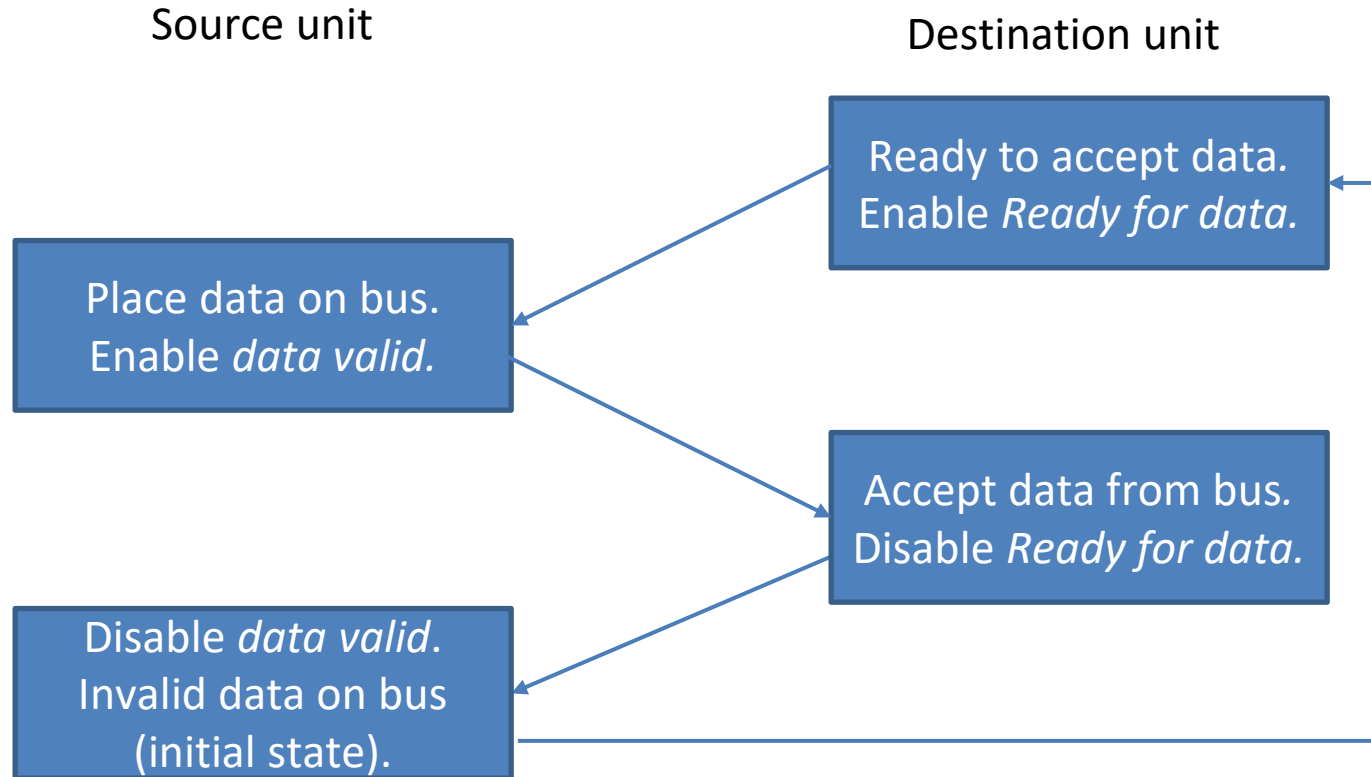 Source unit
Destination unit
Ready to accept data.
Enable Ready for data.
Place data on bus.
Enable data valid.
Accept data from bus.
Disable Ready for data.
Disable data valid.
Invalid data on bus
(initial state).